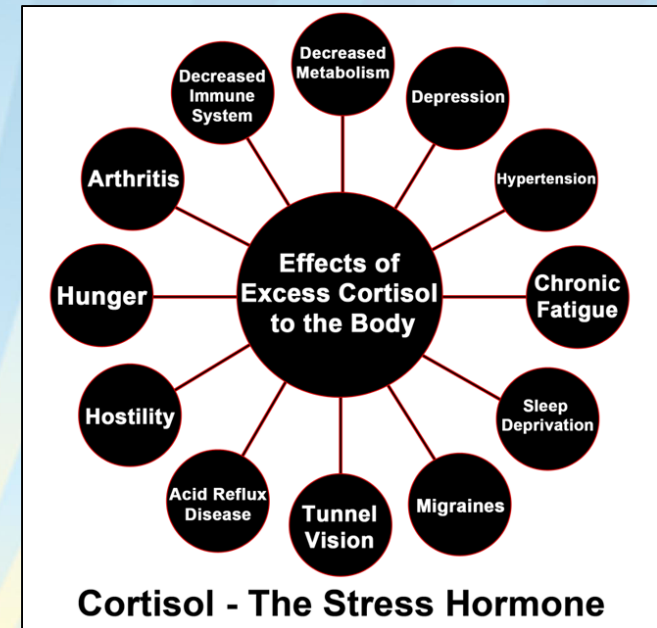 Effects of
Excess Cortisol
to the Body
Decreased
Metabolism
Depression
Hypertension
Chronic
Fatigue
Sleep
Deprivation
Migraines
Tunnel
Vision
Acid Reflux
Disease
Hostility
Hunger
Arthritis
Decreased
Immune
System
Cortisol - The Stress Hormone